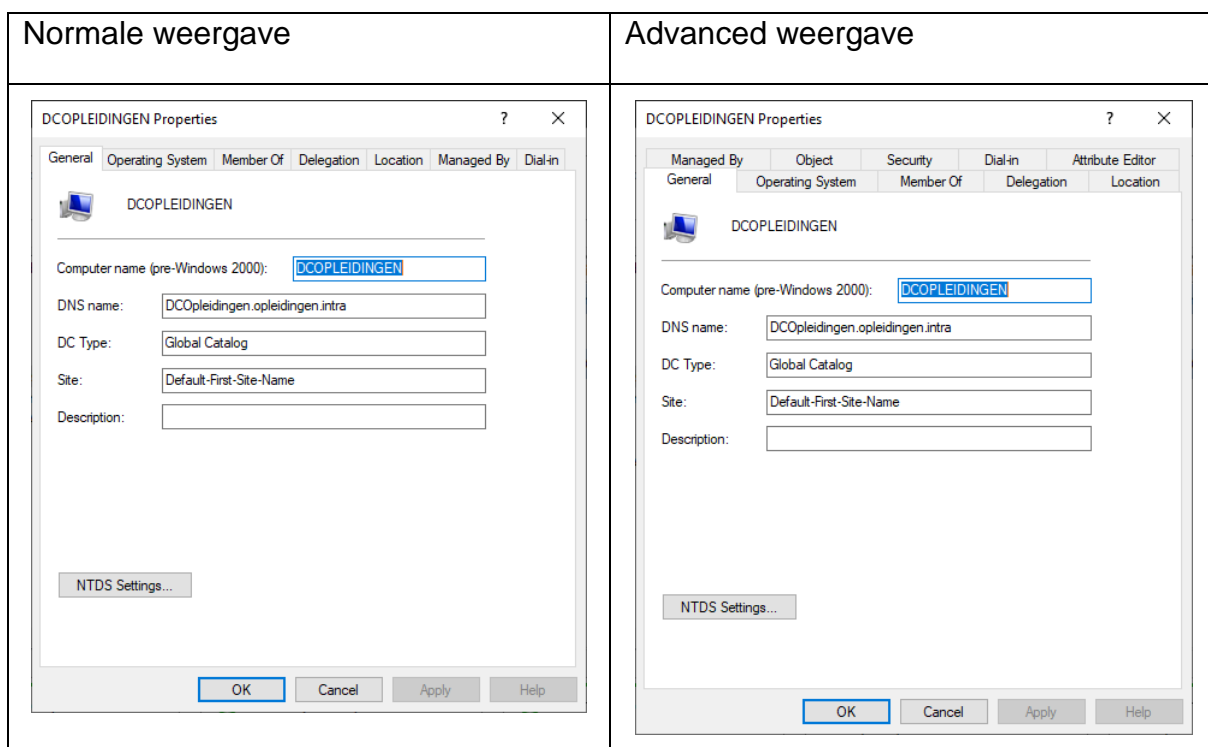 Normale weergave
Advanced weergave
DCOPLEIDINGEN Properties
?
General Operating System Member Of Delegation Location Managed By Dial-in
DCOPLEIDINGEN
Computer name (pre-Windows 2000): DCOPLEIDINGEN
DNS name: DCOpleidingen.opleidingen.intra
DC Type: Global Catalog
Site: Default-First-Site-Name
Description:
NTDS Settings...
OK Cancel Apply Help
DCOPLEIDINGEN Properties
?
Managed By Object Security Dial-in Attribute Editor
General Operating System Member Of Delegation Location
DCOPLEIDINGEN
Computer name (pre-Windows 2000): DCOPLEIDINGEN
DNS name: DCOpleidingen.opleidingen.intra
DC Type: Global Catalog
Site: Default-First-Site-Name
Description:
NTDS Settings...
OK Cancel Apply Help